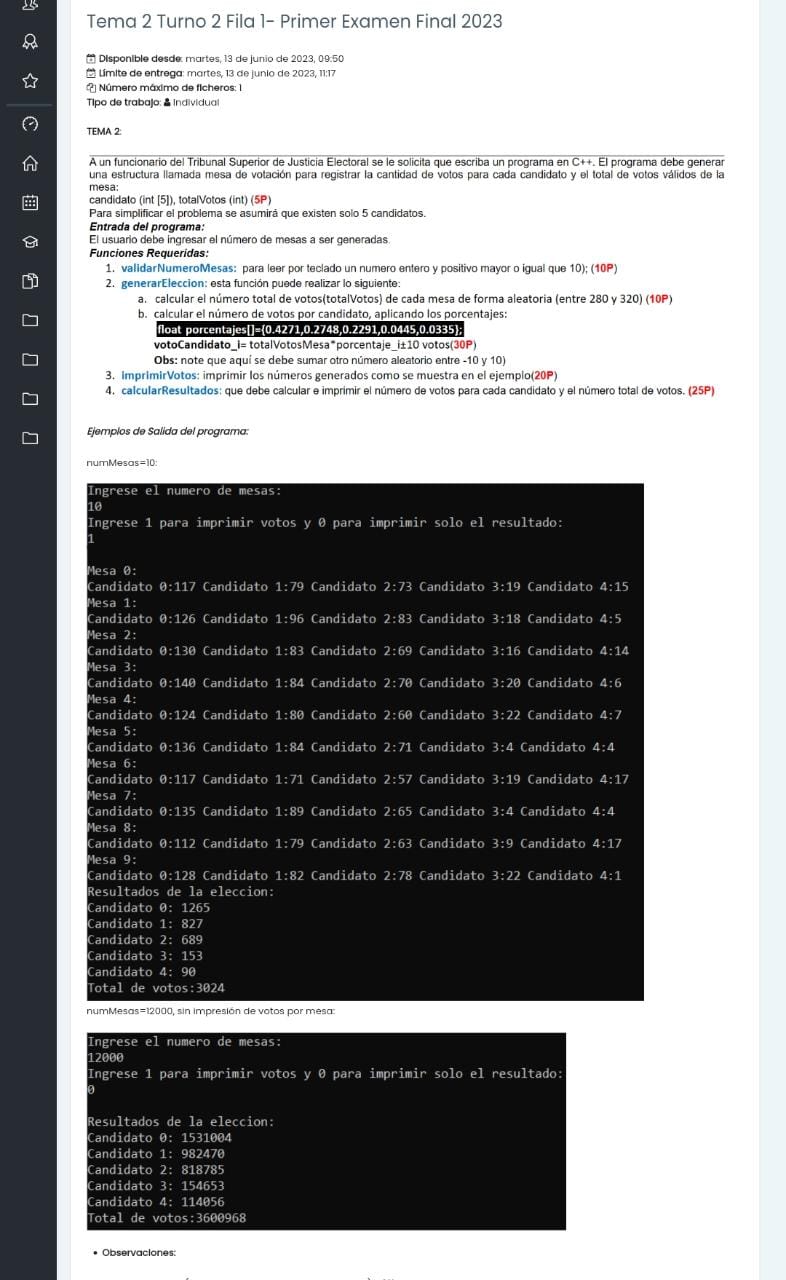 Tema 2 Turno 2 Fila 1- Primer Examen Final 2023
Disponible desde: martes, 13 de junio de 2023, 09:50
Límite de entrega: martes, 13 de junio de 2023, 11:17
Número máximo de ficheros: 1
Tipo de trabajo: Individual
TEMA 2:
A un funcionario del Tribunal Superior de Justicia Electoral se le solicita que escriba un programa en C++. El programa debe generar
una estructura llamada mesa de votación para registrar la cantidad de votos para cada candidato y el total de votos válidos de la
mesa:
candidato (int [5]), totalVotos (int) (5P)
Para simplificar el problema se asumirá que existen solo 5 candidatos.
Entrada del programa:
El usuario debe ingresar el número de mesas a ser generadas.
Funciones Requeridas:
1. validarNumeroMesas: para leer por teclado un numero entero y positivo mayor o igual que 10); (10P)
2. generarEleccion: esta función puede realizar lo siguiente:
a. calcular el número total de votos(totalVotos) de cada mesa de forma aleatoria (entre 280 y 320) (10P)
b. calcular el número de votos por candidato, aplicando los porcentajes:
float porcentajes[]={0.4271,0.2748,0.2291,0.0445,0.0335};
votoCandidato_i= totalVotosMesa*porcentaje_i±10 votos(30P)
Obs: note que aquí se debe sumar otro número aleatorio entre -10 y 10)
3. imprimirVotos: imprimir los números generados como se muestra en el ejemplo(20P)
4. calcularResultados: que debe calcular e imprimir el número de votos para cada candidato y el número total de votos. (25P)
Ejemplos de Salida del programa:
numMesas=10:
Ingrese el numero de mesas:
10
Ingrese 1 para imprimir votos y 0 para imprimir solo el resultado:
1
Mesa 0:
Candidato 0:117 Candidato 1:79 Candidato 2:73 Candidato 3:19 Candidato 4:15
Mesa 1:
Candidato 0:126 Candidato 1:96 Candidato 2:83 Candidato 3:18 Candidato 4:5
Mesa 2:
Candidato 0:130 Candidato 1:83 Candidato 2:69 Candidato 3:16 Candidato 4:14
Mesa 3:
Candidato 0:140 Candidato 1:84 Candidato 2:70 Candidato 3:20 Candidato 4:6
Mesa 4:
Candidato 0:124 Candidato 1:80 Candidato 2:60 Candidato 3:22 Candidato 4:7
Mesa 5:
Candidato 0:136 Candidato 1:84 Candidato 2:71 Candidato 3:4 Candidato 4:4
Mesa 6:
Candidato 0:117 Candidato 1:71 Candidato 2:57 Candidato 3:19 Candidato 4:17
Mesa 7:
Candidato 0:135 Candidato 1:89 Candidato 2:65 Candidato 3:4 Candidato 4:4
Mesa 8:
Candidato 0:112 Candidato 1:79 Candidato 2:63 Candidato 3:9 Candidato 4:17
Mesa 9:
Candidato 0:128 Candidato 1:82 Candidato 2:78 Candidato 3:22 Candidato 4:1
Resultados de la eleccion:
Candidato 0: 1265
Candidato 1: 827
Candidato 2: 689
Candidato 3: 153
Candidato 4: 90
Total de votos:3024
numMesas=12000, sin impresión de votos por mesa:
Ingrese el numero de mesas:
12000
Ingrese 1 para imprimir votos y 0 para imprimir solo el resultado:
0
Resultados de la eleccion:
Candidato 0: 1531004
Candidato 1: 982470
Candidato 2: 818785
Candidato 3: 154653
Candidato 4: 114056
Total de votos:3600968
• Observaciones: